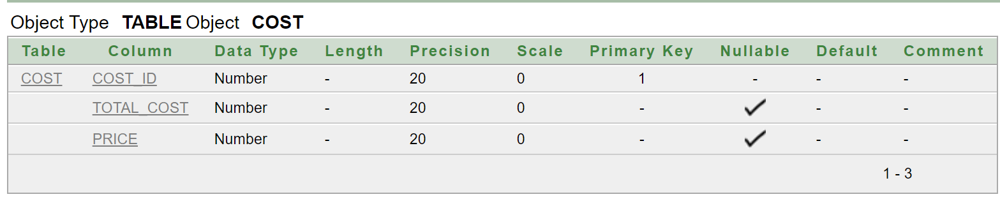 Object Type TABLE Object COST
Table Column Data Type Length Precision Scale Primary Key Nullable Default Comment
COST COST_ID Number - 20 0 1 - - -
TOTAL_COST Number - 20 0 - - -
PRICE Number - 20 0 - - -
1 - 3